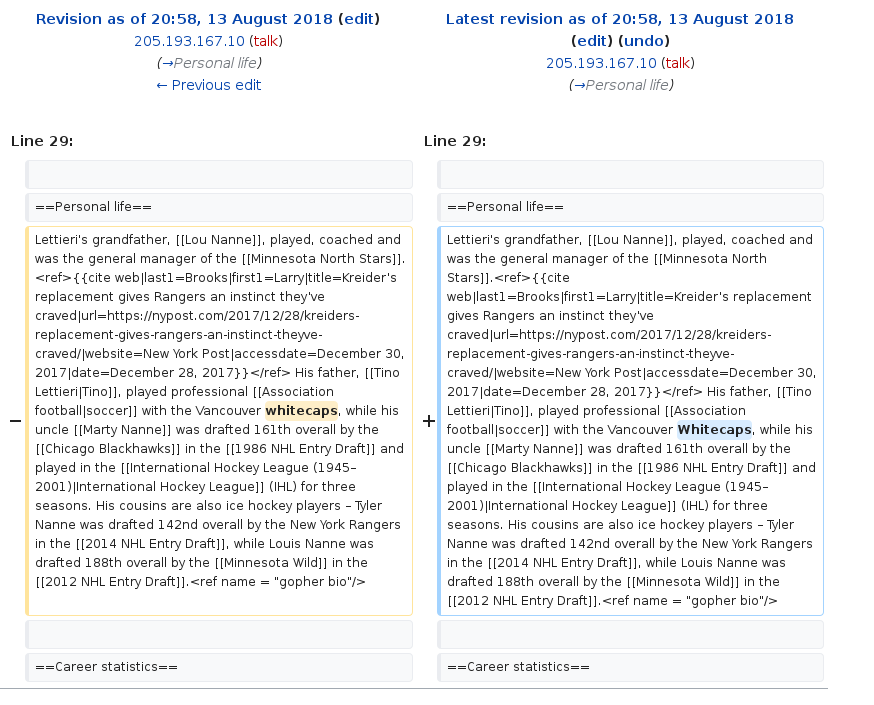 Revision as of 20:58, 13 August 2018 (edit)
205.193.167.10 (talk)
(→Personal life)
← Previous edit
Latest revision as of 20:58, 13 August 2018
(edit) (undo)
205.193.167.10 (talk)
(→Personal life)
Line 29:
Line 29:
==Personal life==
==Personal life==
−
Lettieri's grandfather, [[Lou Nanne]], played, coached and
was the general manager of the [[Minnesota North Stars]].
<ref>{{cite web|last1=Brooks|first1=Larry|title=Kreider's
replacement gives Rangers an instinct they've
craved|url=https://nypost.com/2017/12/28/kreiders-
replacement-gives-rangers-an-instinct-theyve-
craved/|website=New York Post|accessdate=December 30,
2017|date=December 28, 2017}}</ref> His father, [[Tino
Lettieri|Tino]], played professional [[Association
football|soccer]] with the Vancouver whitecaps, while his
uncle [[Marty Nanne]] was drafted 161th overall by the
[[Chicago Blackhawks]] in the [[1986 NHL Entry Draft]] and
played in the [[International Hockey League (1945–
2001)|International Hockey League]] (IHL) for three
seasons. His cousins are also ice hockey players – Tyler
Nanne was drafted 142nd overall by the New York Rangers
in the [[2014 NHL Entry Draft]], while Louis Nanne was
drafted 188th overall by the [[Minnesota Wild]] in the
[[2012 NHL Entry Draft]].<ref name = "gopher bio"/>
+
Lettieri's grandfather, [[Lou Nanne]], played, coached and
was the general manager of the [[Minnesota North
Stars]].<ref>{{cite
web|last1=Brooks|first1=Larry|title=Kreider's replacement
gives Rangers an instinct they've
craved|url=https://nypost.com/2017/12/28/kreiders-
replacement-gives-rangers-an-instinct-theyve-
craved/|website=New York Post|accessdate=December 30,
2017|date=December 28, 2017}}</ref> His father, [[Tino
Lettieri|Tino]], played professional [[Association
football|soccer]] with the Vancouver Whitecaps, while his
uncle [[Marty Nanne]] was drafted 161th overall by the
[[Chicago Blackhawks]] in the [[1986 NHL Entry Draft]] and
played in the [[International Hockey League (1945–
2001)|International Hockey League]] (IHL) for three
seasons. His cousins are also ice hockey players – Tyler
Nanne was drafted 142nd overall by the New York Rangers
in the [[2014 NHL Entry Draft]], while Louis Nanne was
drafted 188th overall by the [[Minnesota Wild]] in the
[[2012 NHL Entry Draft]].<ref name = "gopher bio"/>
==Career statistics==
==Career statistics==